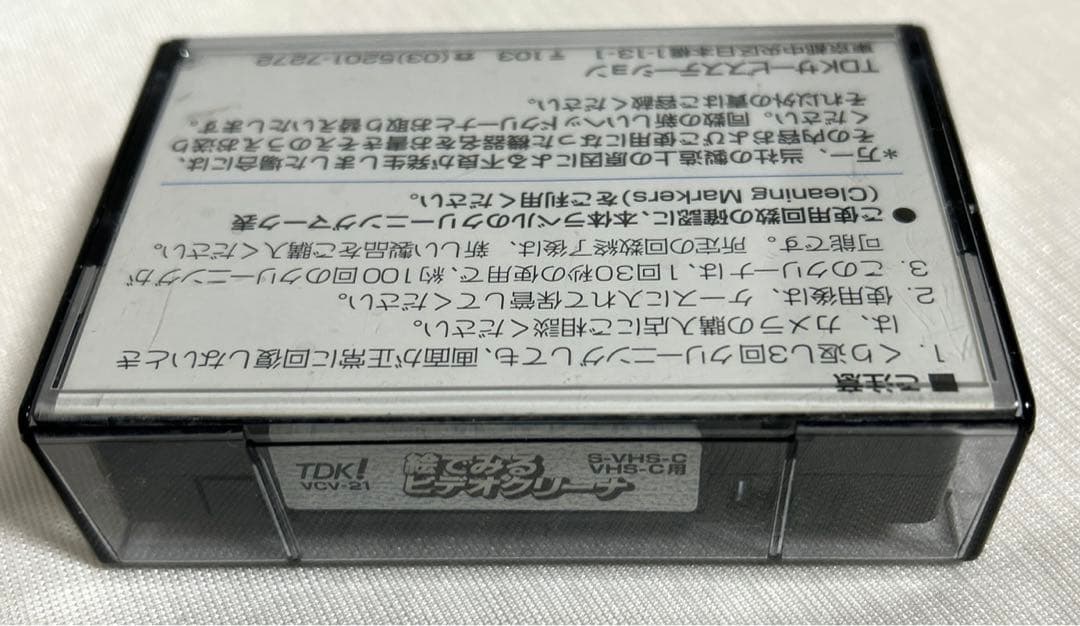 ■ご注意
1. くり返し3回クリーニングしても、画面が正常に回復しないとき
は、カメラの購入店にご相談ください。
2. 使用後は、ケースに入れて保管してください。
3. このクリーナは、1回30秒の使用で、約100回のクリーニングが
可能です。所定の回数終了後は、新しい製品をご購入ください。
● ご使用回数の確認に、本体ラベルのクリーニングマーク表
(Cleaning Markers)をご利用ください。
*万一、当社の製造上の原因による不良が発生しました場合には、
その内容およびご使用になった機器名をお書きそえのうえお送り
ください。同数の新しいヘッドクリーナとお取り替えいたします。
それ以外の責はご容赦ください。
TDKサービスステーション
東京都中央区日本橋1-13-1 〒103 ☎(03)5201-7272
TDK!
VCV-21
絵でみる
ビデオクリーナ
S-VHS-C
VHS-C用